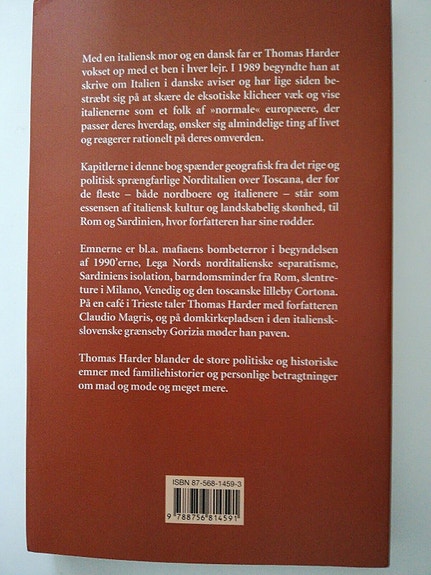 Med en italiensk mor og en dansk far er Thomas Harder
vokset op med et ben i hver lejr. I 1989 begyndte han at
skrive om Italien i danske aviser og har lige siden be-
stræbt sig på at skære de eksotiske klicheer væk og vise
italienerne som et folk af »normale« europæere, der
passer deres hverdag, ønsker sig almindelige ting af livet
og reagerer rationelt på deres omverden.
Kapitlerne i denne bog spænder geografisk fra det rige og
politisk sprængfarlige Norditalien over Toscana, der for
de fleste – både nordboere og italienere – står som
essensen af italiensk kultur og landskabelig skønhed, til
Rom og Sardinien, hvor forfatteren har sine rødder.
Emnerne er bl.a. mafiaens bombeterror i begyndelsen
af 1990'erne, Lega Nords norditalienske separatisme,
Sardiniens isolation, barndomsminder fra Rom, slentre-
ture i Milano, Venedig og den toscanske lilleby Cortona.
På en café i Trieste taler Thomas Harder med forfatteren
Claudio Magris, og på domkirkepladsen i den italiensk-
slovenske grænseby Gorizia møder han paven.
Thomas Harder blander de store politiske og historiske
emner med familiehistorier og personlige betragtninger
om mad og mode og meget mere.
ISBN 87-568-1459-3
9 788756 814591